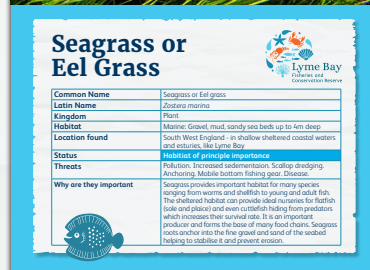 Seagrass or
Eel Grass
Lyme Bay
Fisheries and
Conservation Reserve
Common Name Seagrass or Eel grass
Latin Name Zostera marina
Kingdom Plant
Habitat Marine: Gravel, mud, sandy sea beds up to 4m deep
Location found South West England - in shallow sheltered coastal waters
and esturies, like Lyme Bay
Status Habitiat of principle importance
Threats Pollution. Increased sedementaion. Scallop dredging.
Anchoring. Mobile bottom fishing gear. Disease.
Why are they important Seagrass provides important habitat for many species
ranging from worms and shellfish to young and adult fish.
The sheltered habitat can provide ideal nurseries for flatfish
(sole and plaice) and even cuttlefish hiding from predators
which increases their survival rate. It is an important
producer and forms the base of many food chains. Seagrass
roots anchor into the fine gravel and sand of the seabed
helping to stabilise it and prevent erosion.